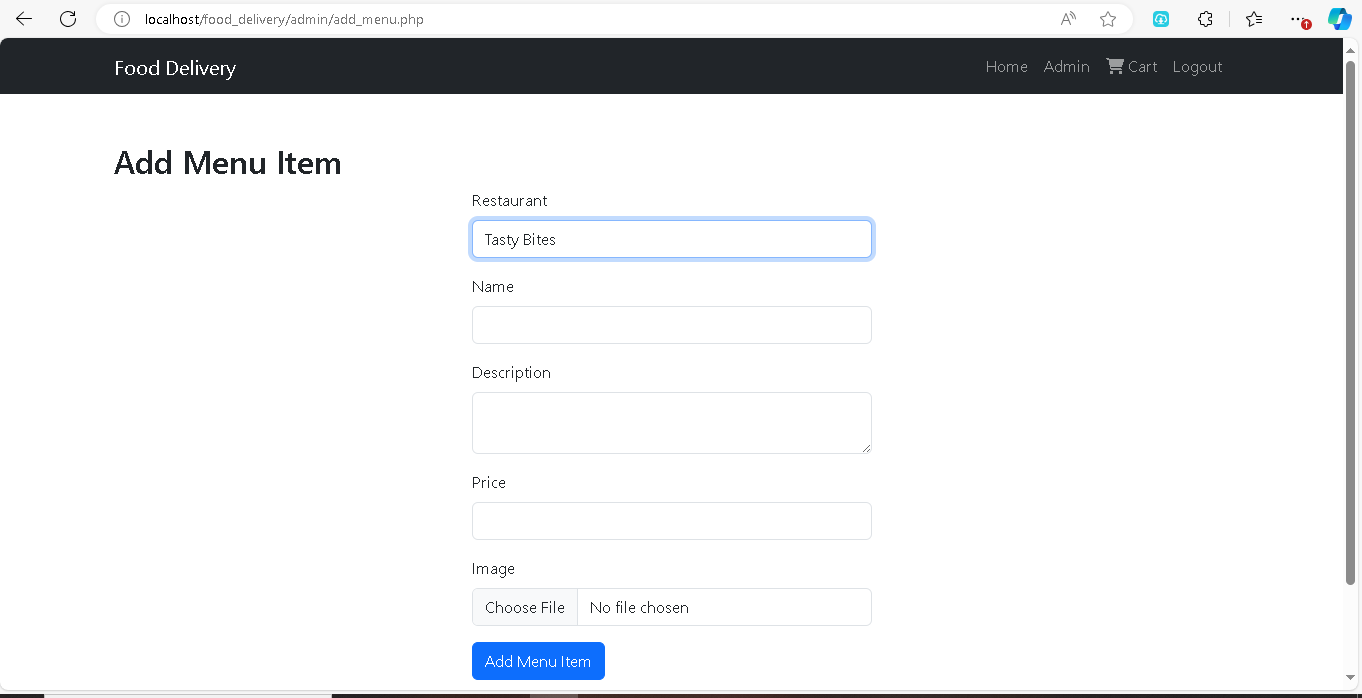 localhost/food_delivery/admin/add_menu.php
Food Delivery
Home Admin Cart Logout
Add Menu Item
Restaurant
Tasty Bites
Name
Description
Price
Image
Choose File No file chosen
Add Menu Item